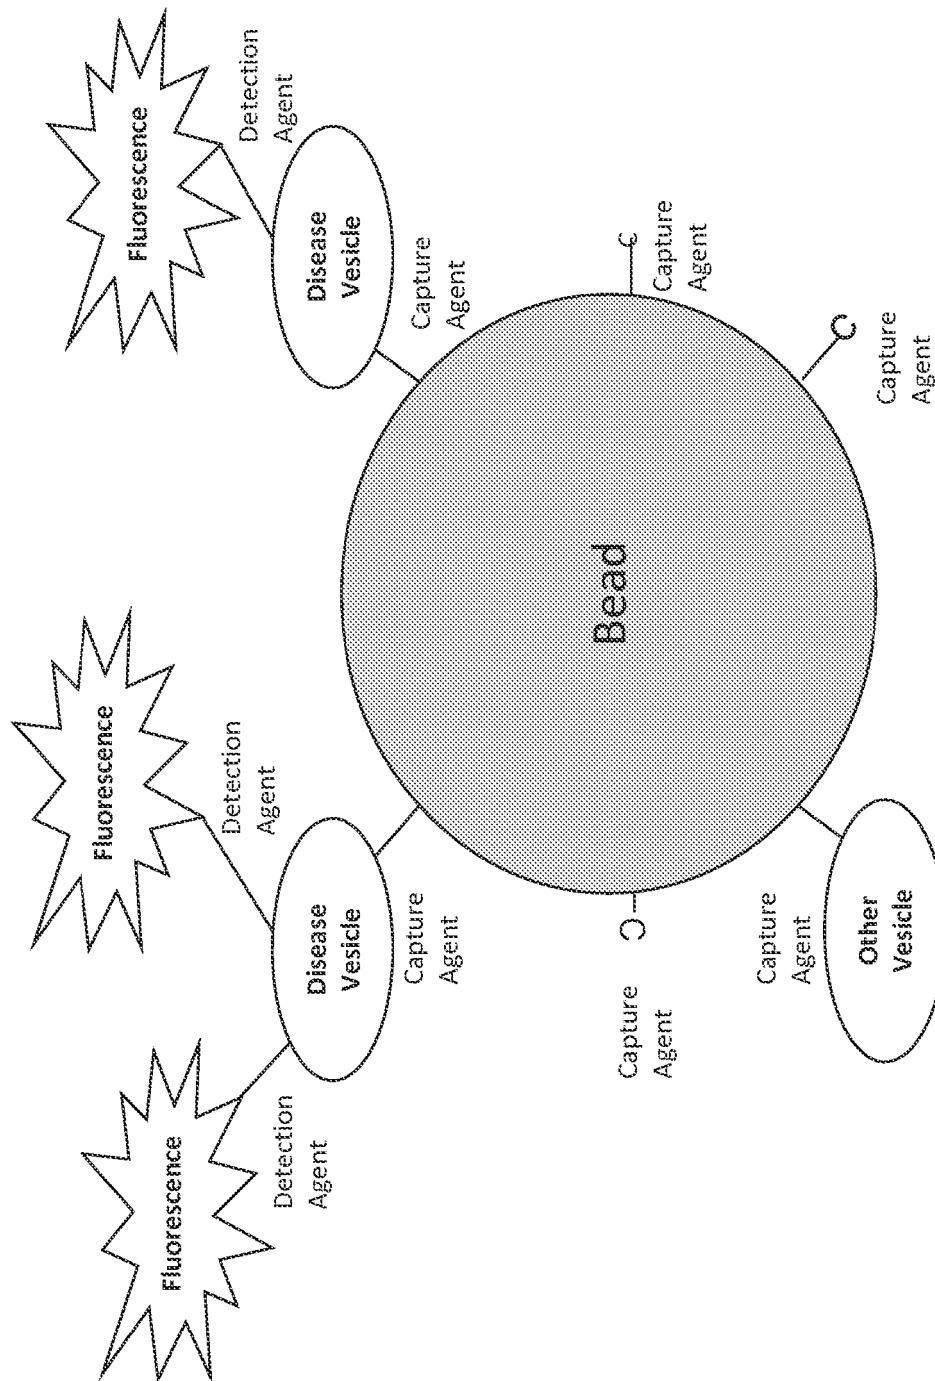 Fluorescence
Fluorescence
Fluorescence
Detection
Agent
Detection
Agent
Detection
Agent
Disease
Vesicle
Disease
Vesicle
Capture
Agent
Capture
Agent
Bead
Capture
Agent
Capture
Agent
Capture
Agent
Other
Vesicle
Capture
Agent